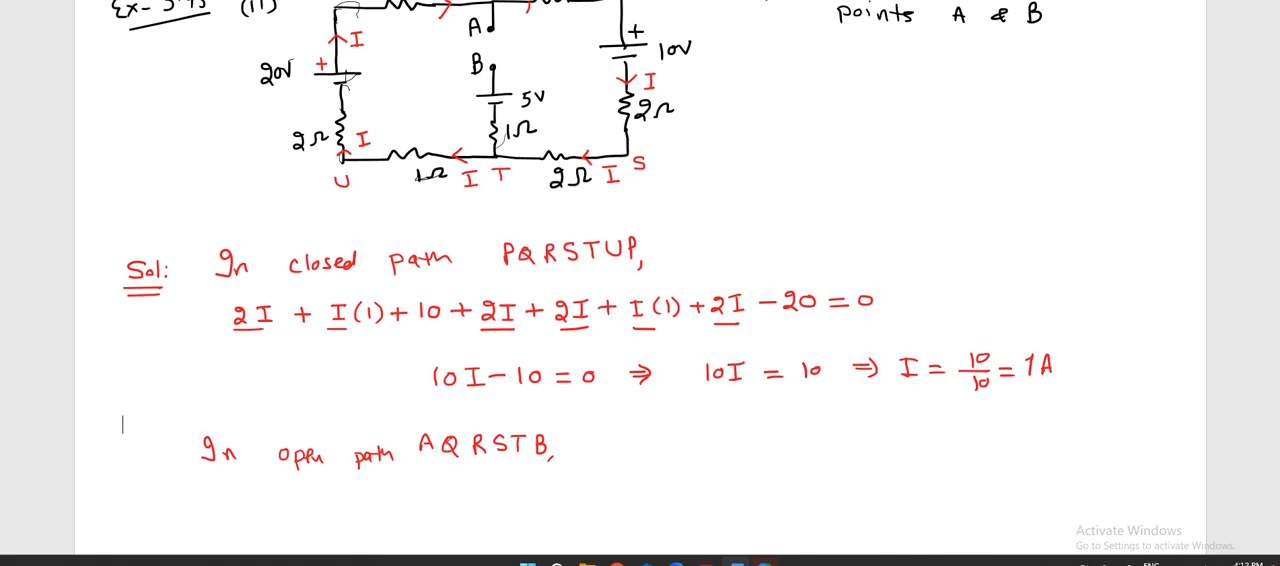 Ex- (ii)
points A & B
A
+
10V
I
20V
+
B
5V
I
2Ω
2Ω
I
1Ω
U
1Ω
I
T
2Ω
I
S
Sol: In closed path PQRSTUP,
2I + I(1) + 10 + 2I + 2I + I(1) + 2I - 20 = 0
10I - 10 = 0 ⇒ 10I = 10 ⇒ I = 10/10 = 1A
In open path AQRSTB,
Activate Windows
Go to Settings to activate Windows.